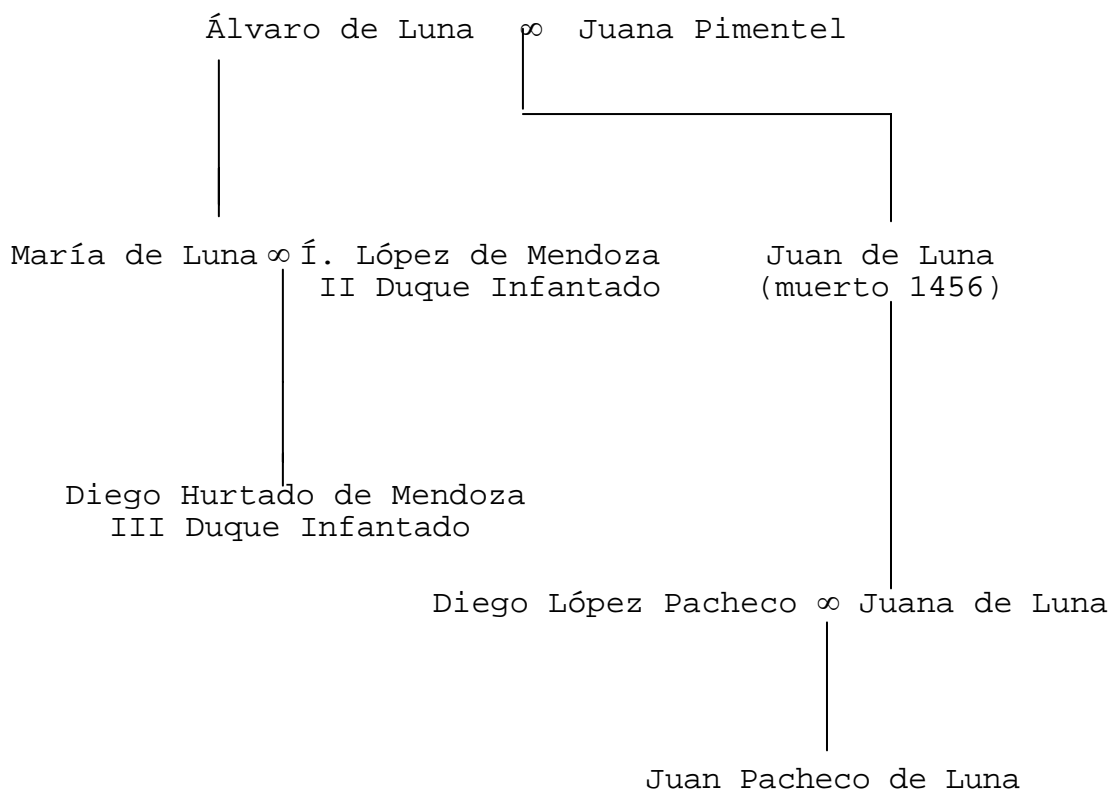 Álvaro de Luna ∞ Juana Pimentel
María de Luna ∞ Í. López de Mendoza
II Duque Infantado
Juan de Luna
(muerto 1456)
Diego Hurtado de Mendoza
III Duque Infantado
Diego López Pacheco ∞ Juana de Luna
Juan Pacheco de Luna